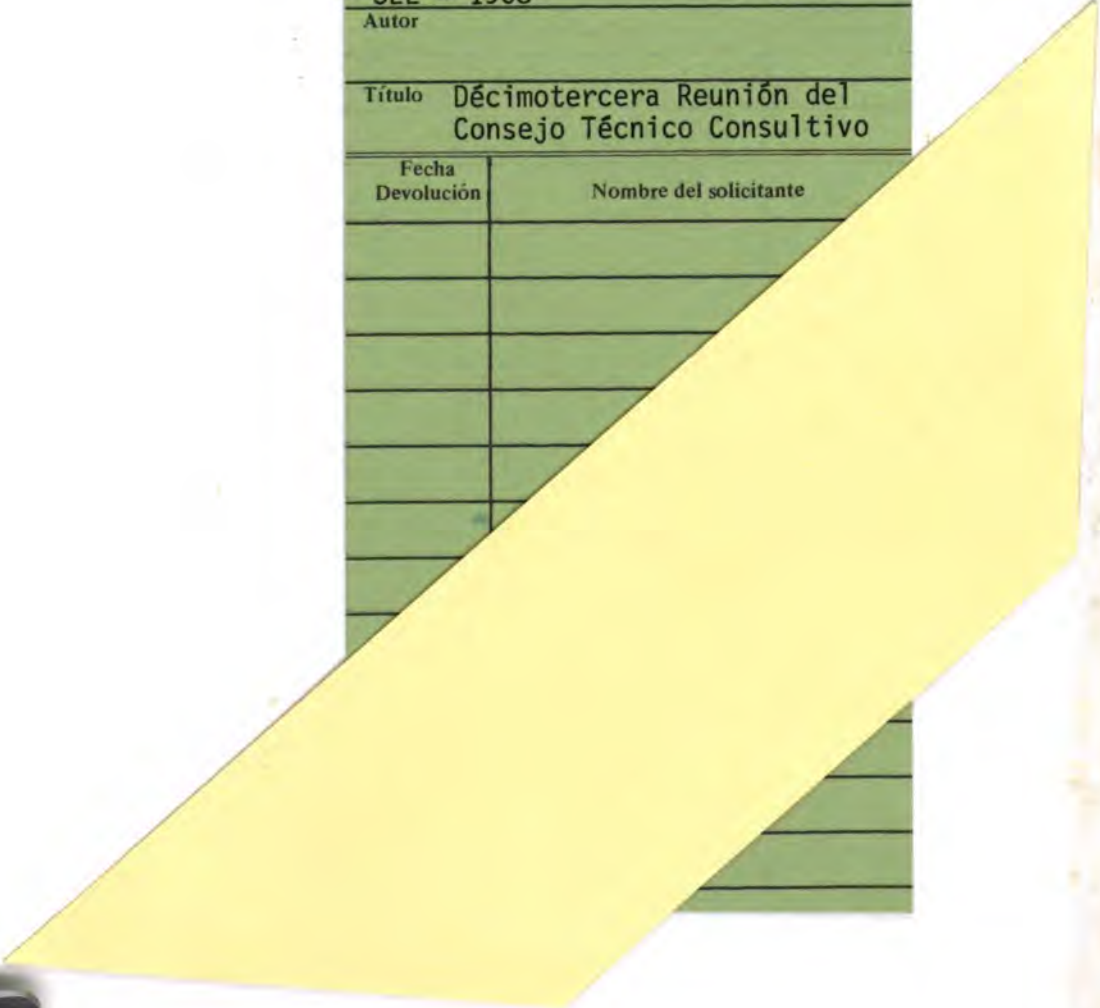 Autor
Título Décimotercera Reunión del
Consejo Técnico Consultivo
Fecha
Devolución
Nombre del solicitante